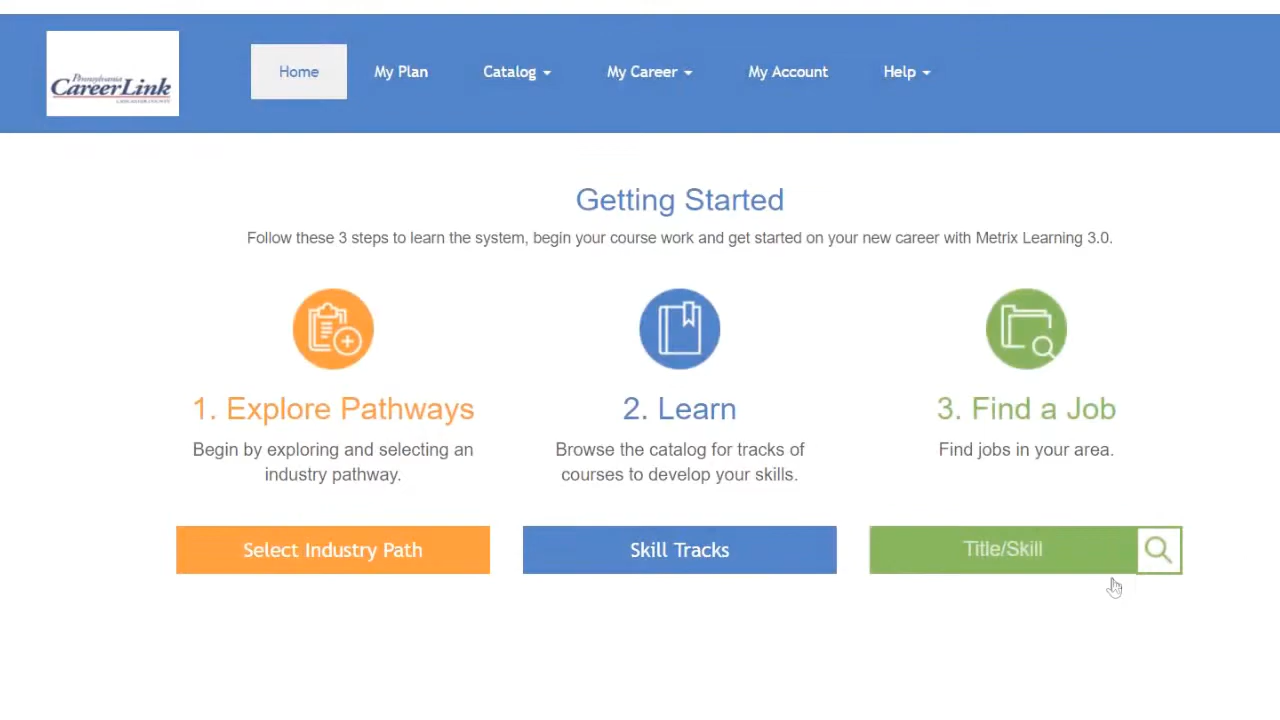 Pennsylvania
CareerLink
LANCASTER COUNTY
Home
My Plan
Catalog
My Career
My Account
Help
Getting Started
Follow these 3 steps to learn the system, begin your course work and get started on your new career with Metrix Learning 3.0.
1. Explore Pathways
Begin by exploring and selecting an
industry pathway.
Select Industry Path
2. Learn
Browse the catalog for tracks of
courses to develop your skills.
Skill Tracks
3. Find a Job
Find jobs in your area.
Title/Skill